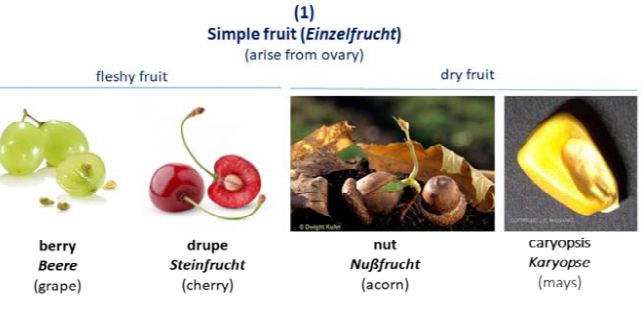 (1)
Simple fruit (Einzelfrucht)
(arise from ovary)
fleshy fruit
dry fruit
© Dwight Kuhn
berry
Beere
(grape)
drupe
Steinfrucht
(cherry)
nut
Nußfrucht
(acorn)
caryopsis
Karyopse
(mays)